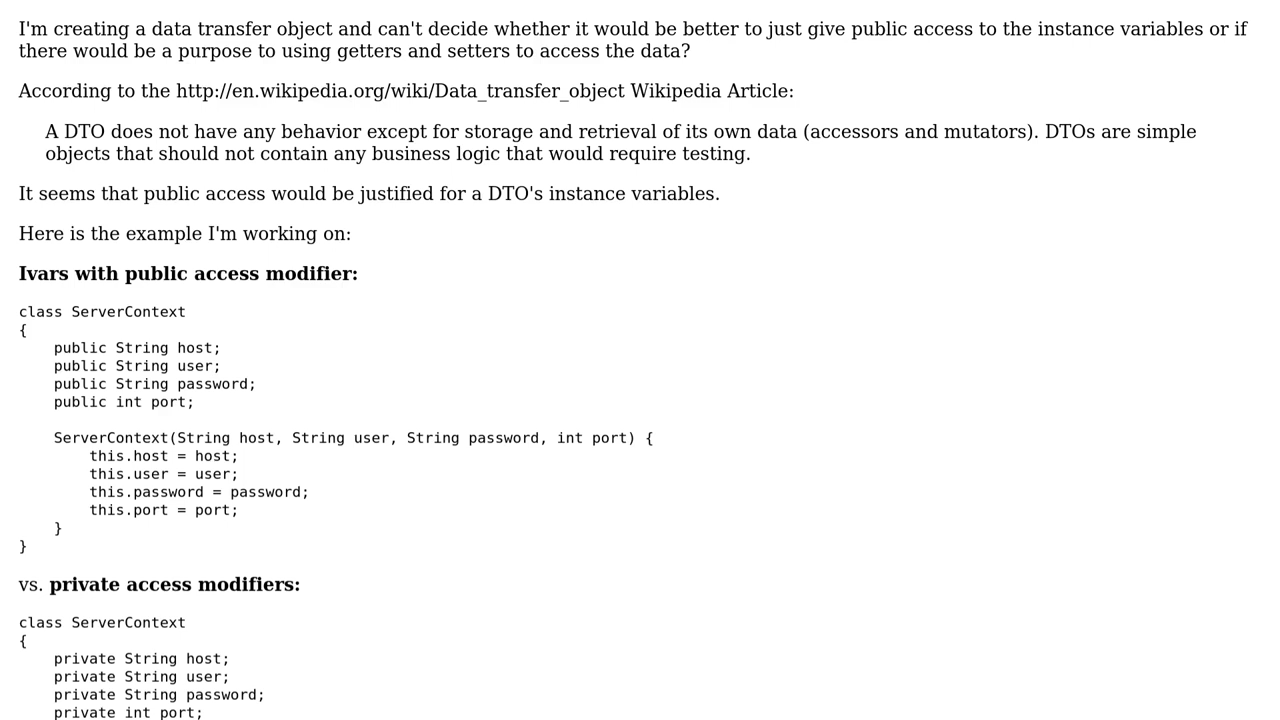 I'm creating a data transfer object and can't decide whether it would be better to just give public access to the instance variables or if
there would be a purpose to using getters and setters to access the data?
According to the http://en.wikipedia.org/wiki/Data_transfer_object Wikipedia Article:
A DTO does not have any behavior except for storage and retrieval of its own data (accessors and mutators). DTOs are simple
objects that should not contain any business logic that would require testing.
It seems that public access would be justified for a DTO's instance variables.
Here is the example I'm working on:
Ivars with public access modifier:
class ServerContext
{
    public String host;
    public String user;
    public String password;
    public int port;

    ServerContext(String host, String user, String password, int port) {
        this.host = host;
        this.user = user;
        this.password = password;
        this.port = port;
    }
}
vs. private access modifiers:
class ServerContext
{
    private String host;
    private String user;
    private String password;
    private int port;